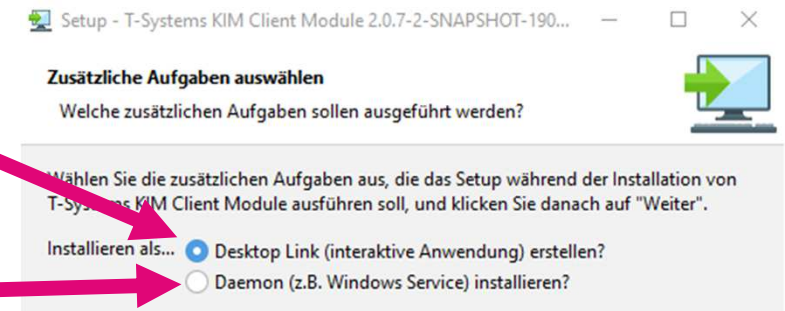 Setup - T-Systems KIM Client Module 2.0.7-2-SNAPSHOT-190...
Zusätzliche Aufgaben auswählen
Welche zusätzlichen Aufgaben sollen ausgeführt werden?
Wählen Sie die zusätzlichen Aufgaben aus, die das Setup während der Installation von
T-Systems KIM Client Module ausführen soll, und klicken Sie danach auf "Weiter".
Installieren als... Desktop Link (interaktive Anwendung) erstellen?
Daemon (z.B. Windows Service) installieren?